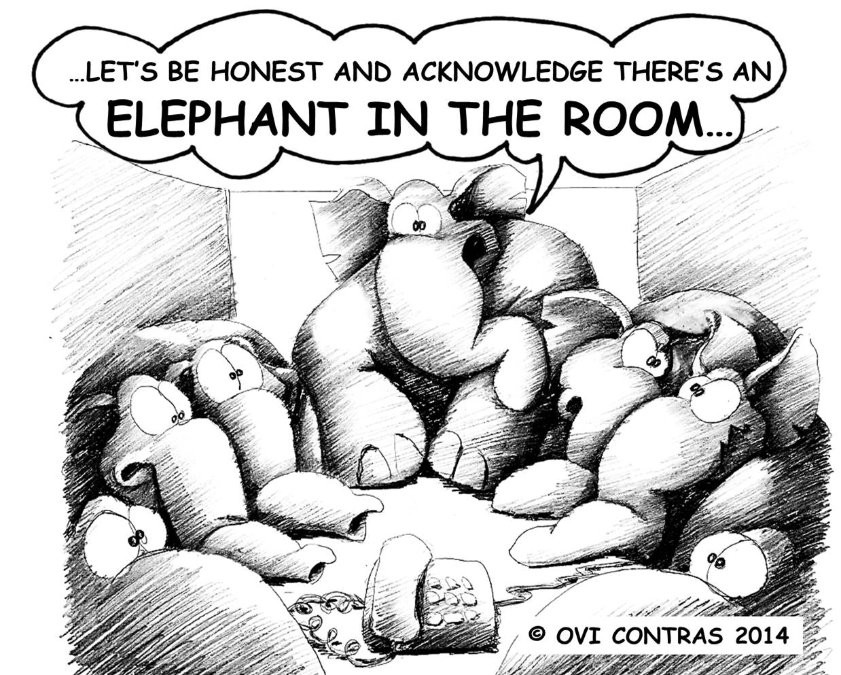 ...LET'S BE HONEST AND ACKNOWLEDGE THERE'S AN
ELEPHANT IN THE ROOM...
© OVI CONTRAS 2014